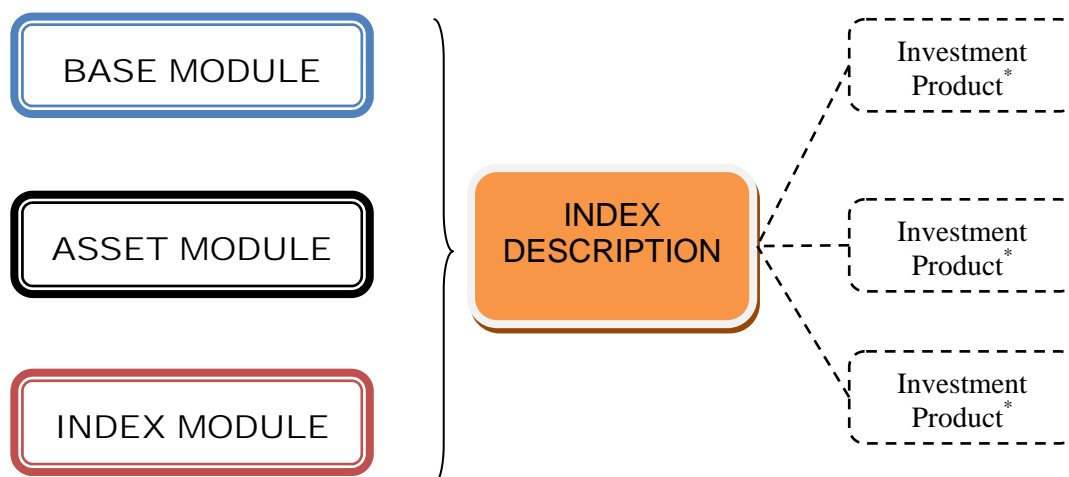 BASE MODULE
ASSET MODULE
INDEX MODULE
INDEX
DESCRIPTION
Investment
Product*
Investment
Product*
Investment
Product*